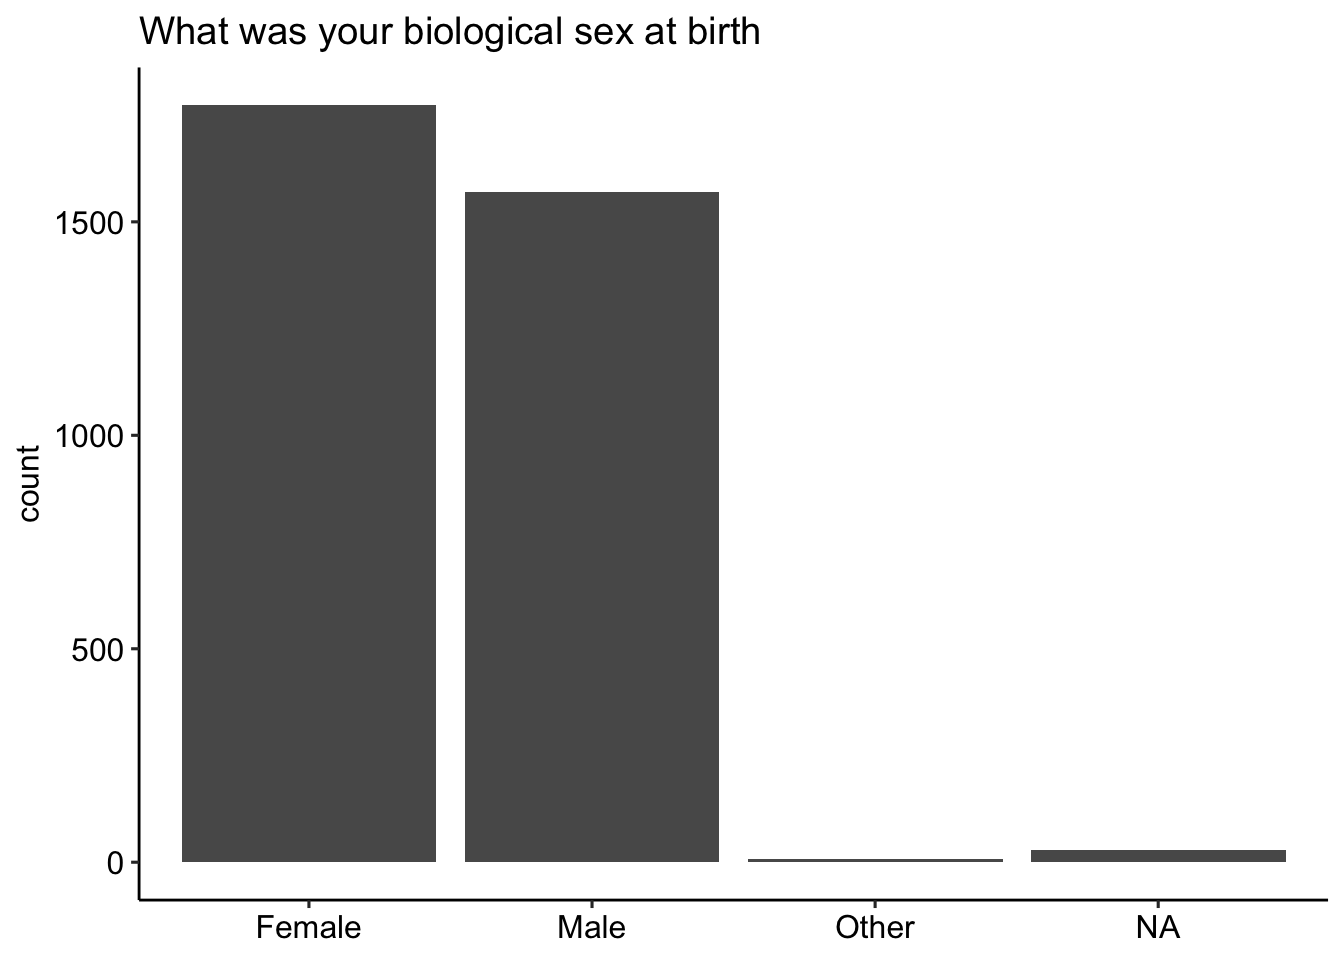 What was your biological sex at birth
count
1500
1000
500
0
Female
Male
Other
NA